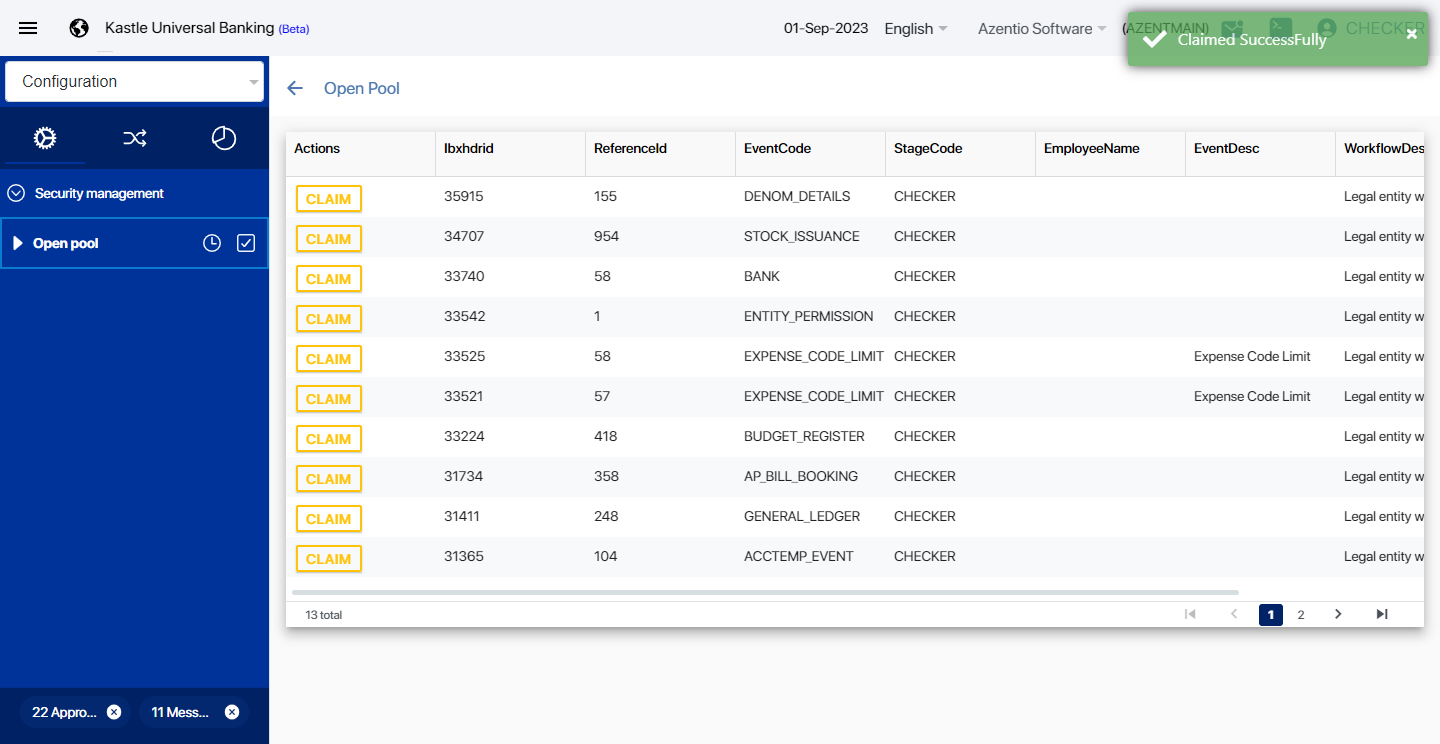 Kastle Universal Banking (Beta) 01-Sep-2023 English Azentio Software (AZENTMAIN) CHECKER
Claimed SuccessFully
Configuration
Open Pool
Security management
Open pool
Actions Ibxhdrid ReferenceId EventCode StageCode EmployeeName EventDesc WorkflowDes
CLAIM 35915 155 DENOM_DETAILS CHECKER Legal entity w
CLAIM 34707 954 STOCK_ISSUANCE CHECKER Legal entity w
CLAIM 33740 58 BANK CHECKER Legal entity w
CLAIM 33542 1 ENTITY_PERMISSION CHECKER Legal entity w
CLAIM 33525 58 EXPENSE_CODE_LIMIT CHECKER Expense Code Limit Legal entity w
CLAIM 33521 57 EXPENSE_CODE_LIMIT CHECKER Expense Code Limit Legal entity w
CLAIM 33224 418 BUDGET_REGISTER CHECKER Legal entity w
CLAIM 31734 358 AP_BILL_BOOKING CHECKER Legal entity w
CLAIM 31411 248 GENERAL_LEDGER CHECKER Legal entity w
CLAIM 31365 104 ACCTEMP_EVENT CHECKER Legal entity w
13 total 1 2
22 Appro... 11 Mess...